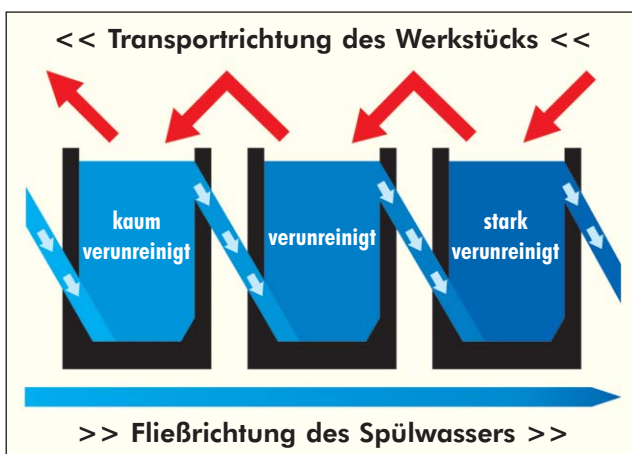 << Transportrichtung des Werkstücks <<
kaum
verunreinigt
verunreinigt
stark
verunreinigt
>> Fließrichtung des Spülwassers >>